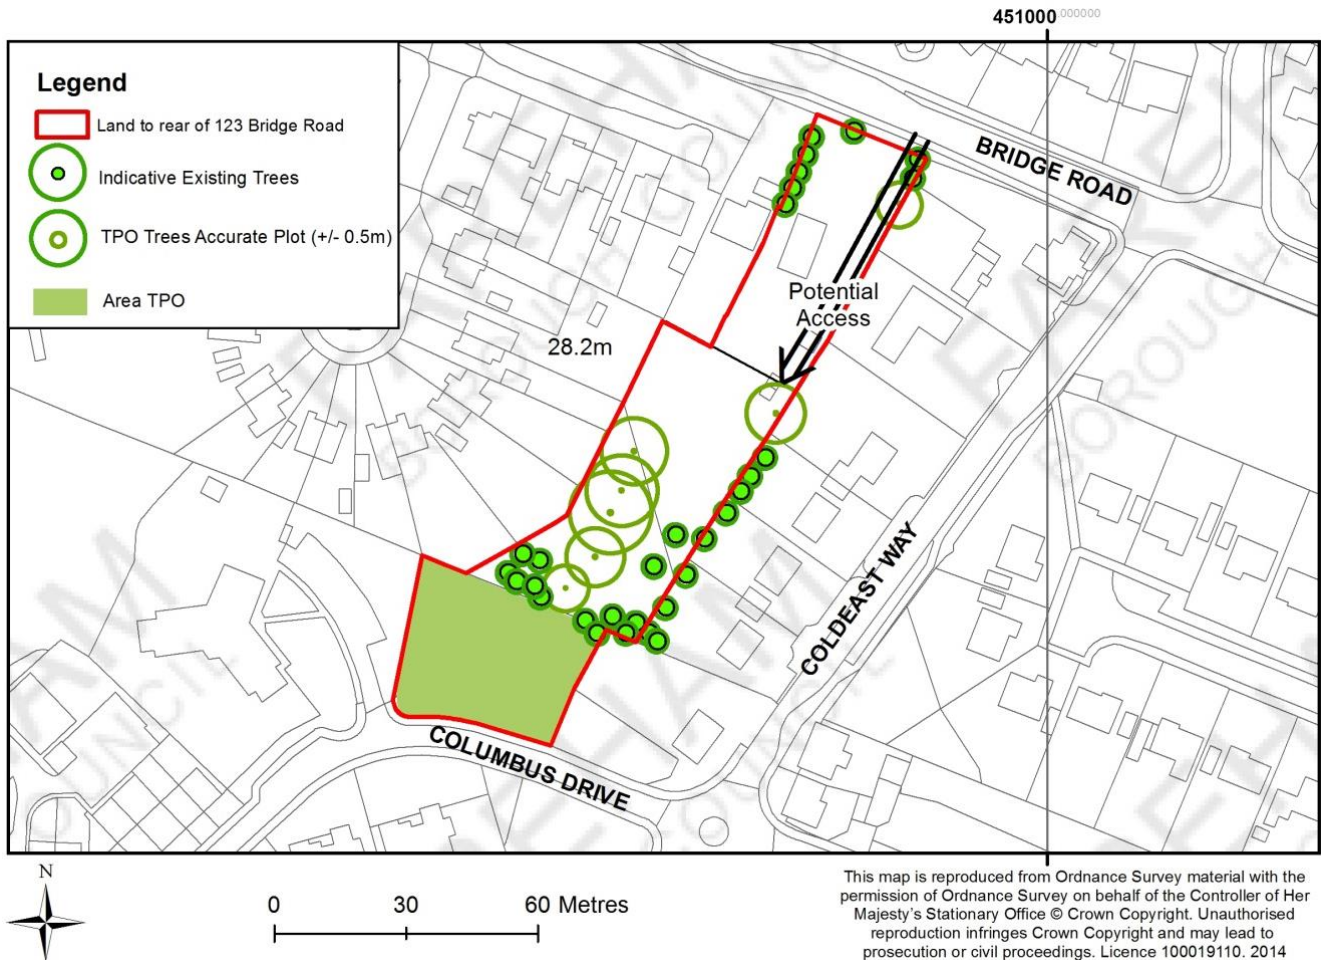 451000.000000
Legend
Land to rear of 123 Bridge Road
Indicative Existing Trees
TPO Trees Accurate Plot (+/- 0.5m)
Area TPO
BRIDGE ROAD
Potential
Access
28.2m
COLDEAST WAY
COLUMBUS DRIVE
FAREHAM
BOROUGH COUNCIL
N
0 30 60 Metres
This map is reproduced from Ordnance Survey material with the
permission of Ordnance Survey on behalf of the Controller of Her
Majesty's Stationary Office © Crown Copyright. Unauthorised
reproduction infringes Crown Copyright and may lead to
prosecution or civil proceedings. Licence 100019110. 2014